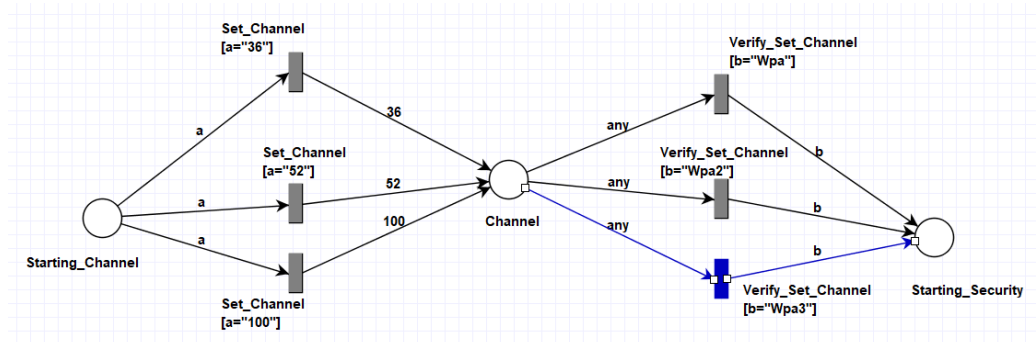 Set_Channel
[a="36"]
Verify_Set_Channel
[b="Wpa"]
36
any
a
b
Set_Channel
[a="52"]
Verify_Set_Channel
[b="Wpa2"]
52
any
a
b
100
Channel
any
a
b
Starting_Channel
Set_Channel
[a="100"]
Verify_Set_Channel
[b="Wpa3"]
Starting_Security